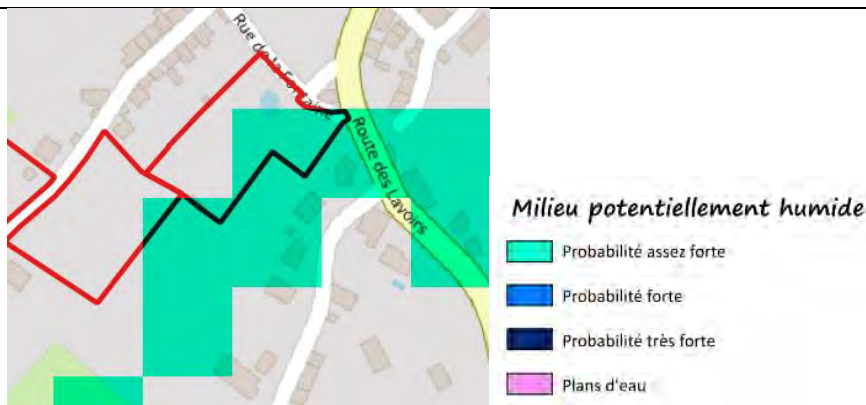 Rue de la Fontaine
Route des Lavoirs
Milieu potentiellement humide
Probabilité assez forte
Probabilité forte
Probabilité très forte
Plans d'eau